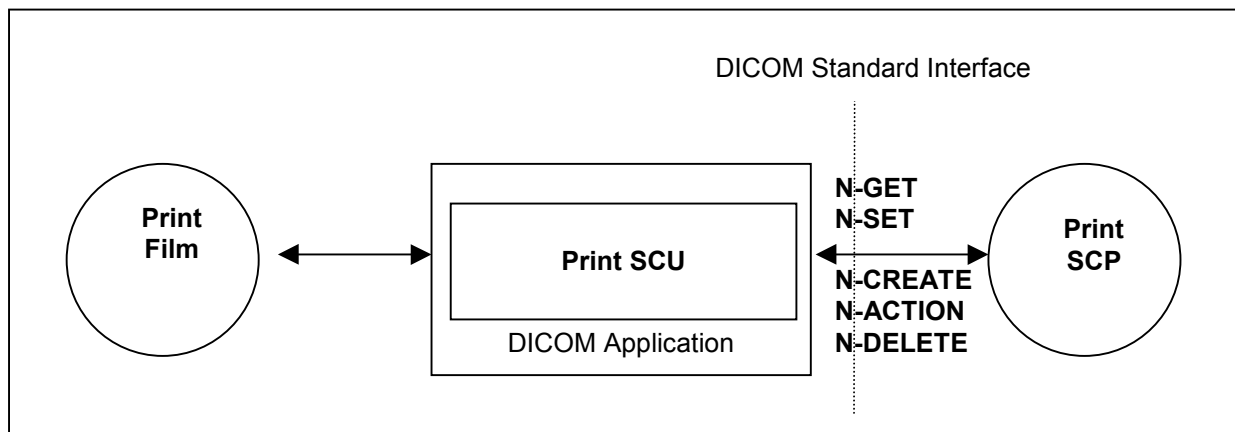 DICOM Standard Interface
Print
Film
Print SCU
DICOM Application
N-GET
N-SET
N-CREATE
N-ACTION
N-DELETE
Print
SCP